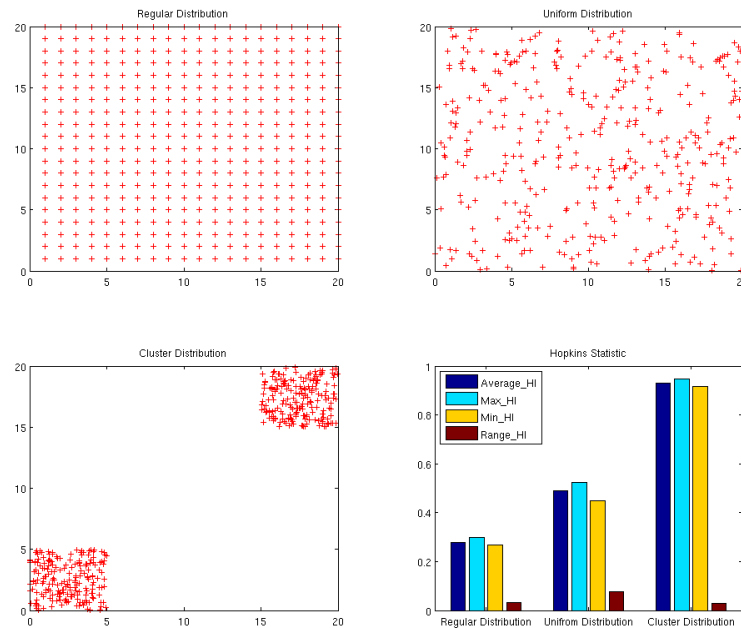 Regular Distribution
20
15
10
5
0
0 5 10 15 20
Uniform Distribution
20
15
10
5
0
0 5 10 15 20
Cluster Distribution
20
15
10
5
0
0 5 10 15 20
Hopkins Statistic
1
0.8
0.6
0.4
0.2
0
Average_HI
Max_HI
Min_HI
Range_HI
Regular Distribution Unifrom Distribution Cluster Distribution